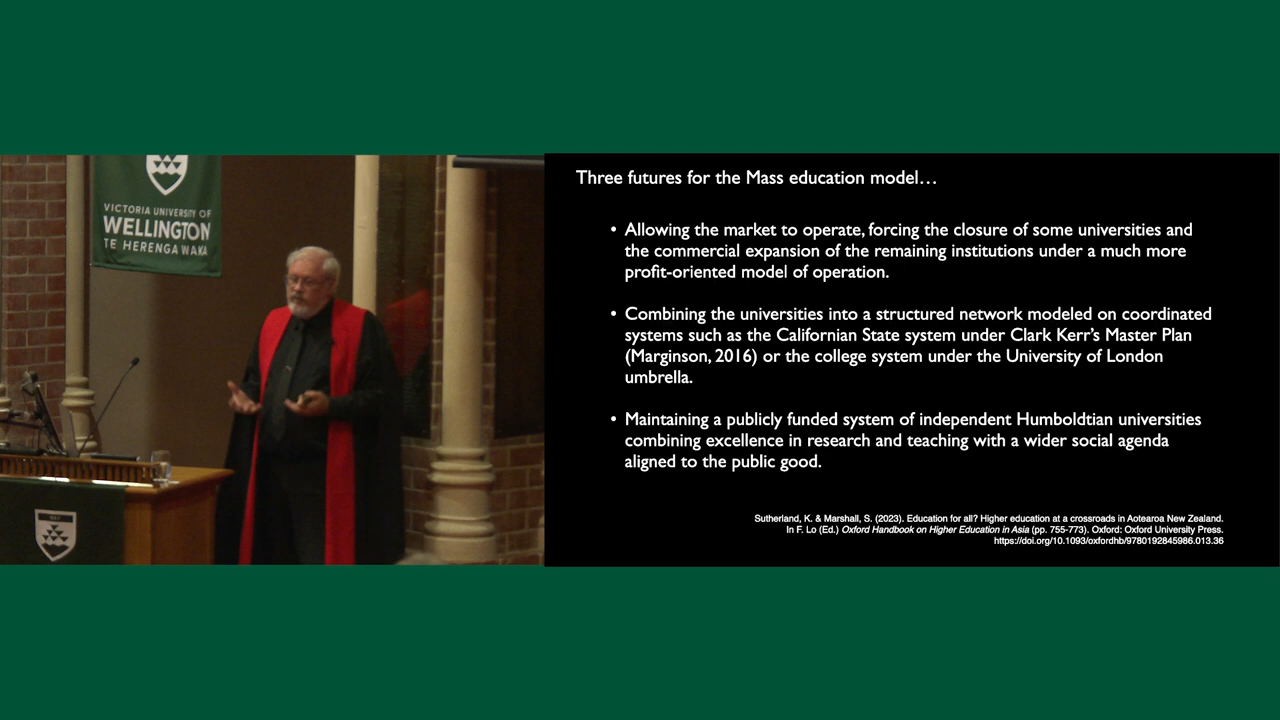 VICTORIA UNIVERSITY OF
WELLINGTON
TE HERENGA WAKA
Three futures for the Mass education model…
• Allowing the market to operate, forcing the closure of some universities and
the commercial expansion of the remaining institutions under a much more
profit-oriented model of operation.
• Combining the universities into a structured network modeled on coordinated
systems such as the Californian State system under Clark Kerr’s Master Plan
(Marginson, 2016) or the college system under the University of London
umbrella.
• Maintaining a publicly funded system of independent Humboldtian universities
combining excellence in research and teaching with a wider social agenda
aligned to the public good.
Sutherland, K. & Marshall, S. (2023). Education for all? Higher education at a crossroads in Aotearoa New Zealand.
In F. Lo (Ed.) Oxford Handbook on Higher Education in Asia (pp. 755-773). Oxford: Oxford University Press.
https://doi.org/10.1093/oxfordhb/9780192845986.013.36